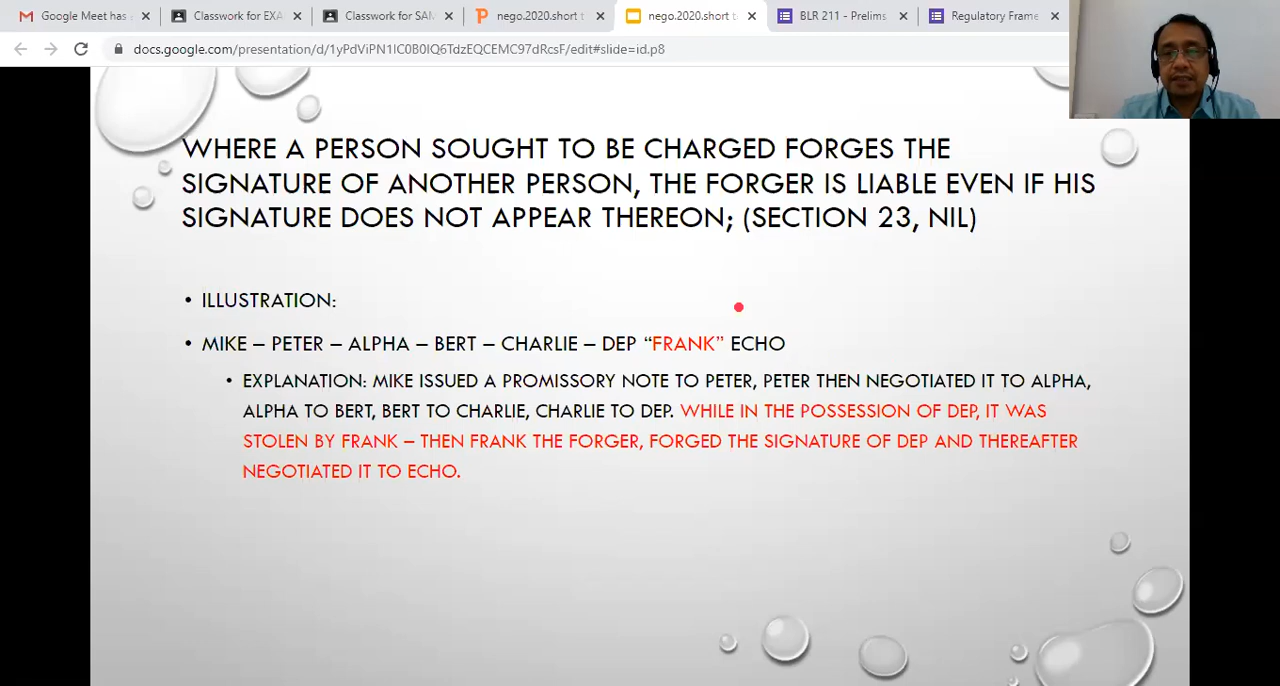 Google Meet has
Classwork for EXA
Classwork for SAM
nego.2020.short t
nego.2020.short t
BLR 211 - Prelims
Regulatory Frame
docs.google.com/presentation/d/1yPdViPN1IC0B0IQ6TdzEQCEMC97dRcsF/edit#slide=id.p8
WHERE A PERSON SOUGHT TO BE CHARGED FORGES THE
SIGNATURE OF ANOTHER PERSON, THE FORGER IS LIABLE EVEN IF HIS
SIGNATURE DOES NOT APPEAR THEREON; (SECTION 23, NIL)
• ILLUSTRATION:
• MIKE – PETER – ALPHA – BERT – CHARLIE – DEP “FRANK” ECHO
• EXPLANATION: MIKE ISSUED A PROMISSORY NOTE TO PETER, PETER THEN NEGOTIATED IT TO ALPHA,
ALPHA TO BERT, BERT TO CHARLIE, CHARLIE TO DEP. WHILE IN THE POSSESSION OF DEP, IT WAS
STOLEN BY FRANK – THEN FRANK THE FORGER, FORGED THE SIGNATURE OF DEP AND THEREAFTER
NEGOTIATED IT TO ECHO.